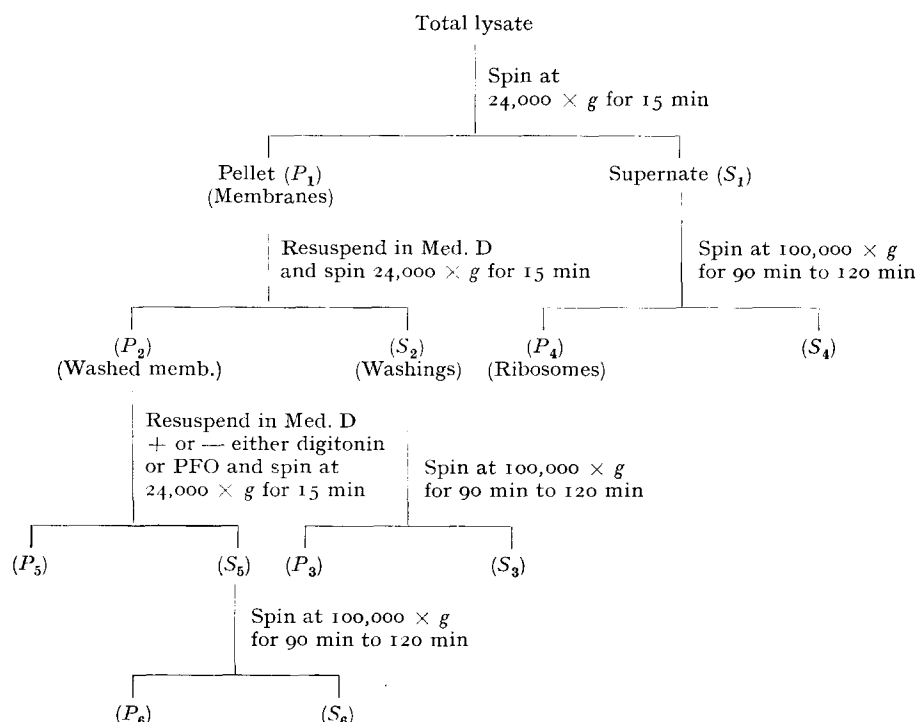 Total lysate
Spin at
24,000 × g for 15 min
Pellet (P1)
(Membranes)
Supernate (S1)
Resuspend in Med. D
and spin 24,000 × g for 15 min
Spin at 100,000 × g
for 90 min to 120 min
(P2)
(Washed memb.)
(S2)
(Washings)
(P4)
(Ribosomes)
(S4)
Resuspend in Med. D
+ or — either digitonin
or PFO and spin at
24,000 × g for 15 min
Spin at 100,000 × g
for 90 min to 120 min
(P5)
(S5)
(P3)
(S3)
Spin at 100,000 × g
for 90 min to 120 min
(P6)
(S6)